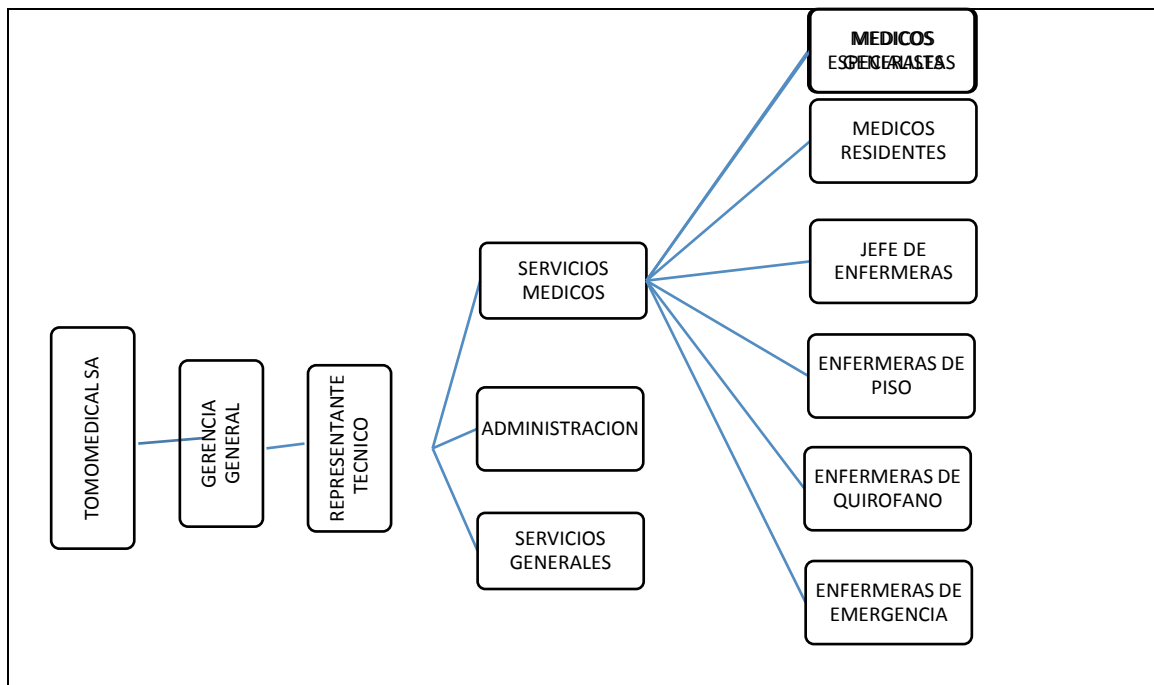 TOMOMEDICAL SA
GERENCIA
GENERAL
REPRESENTANTE
TECNICO
SERVICIOS
MEDICOS
ADMINISTRACION
SERVICIOS
GENERALES
MEDICOS
MEDICOS
RESIDENTES
JEFE DE
ENFERMERAS
ENFERMERAS DE
PISO
ENFERMERAS DE
QUIROFANO
ENFERMERAS DE
EMERGENCIA